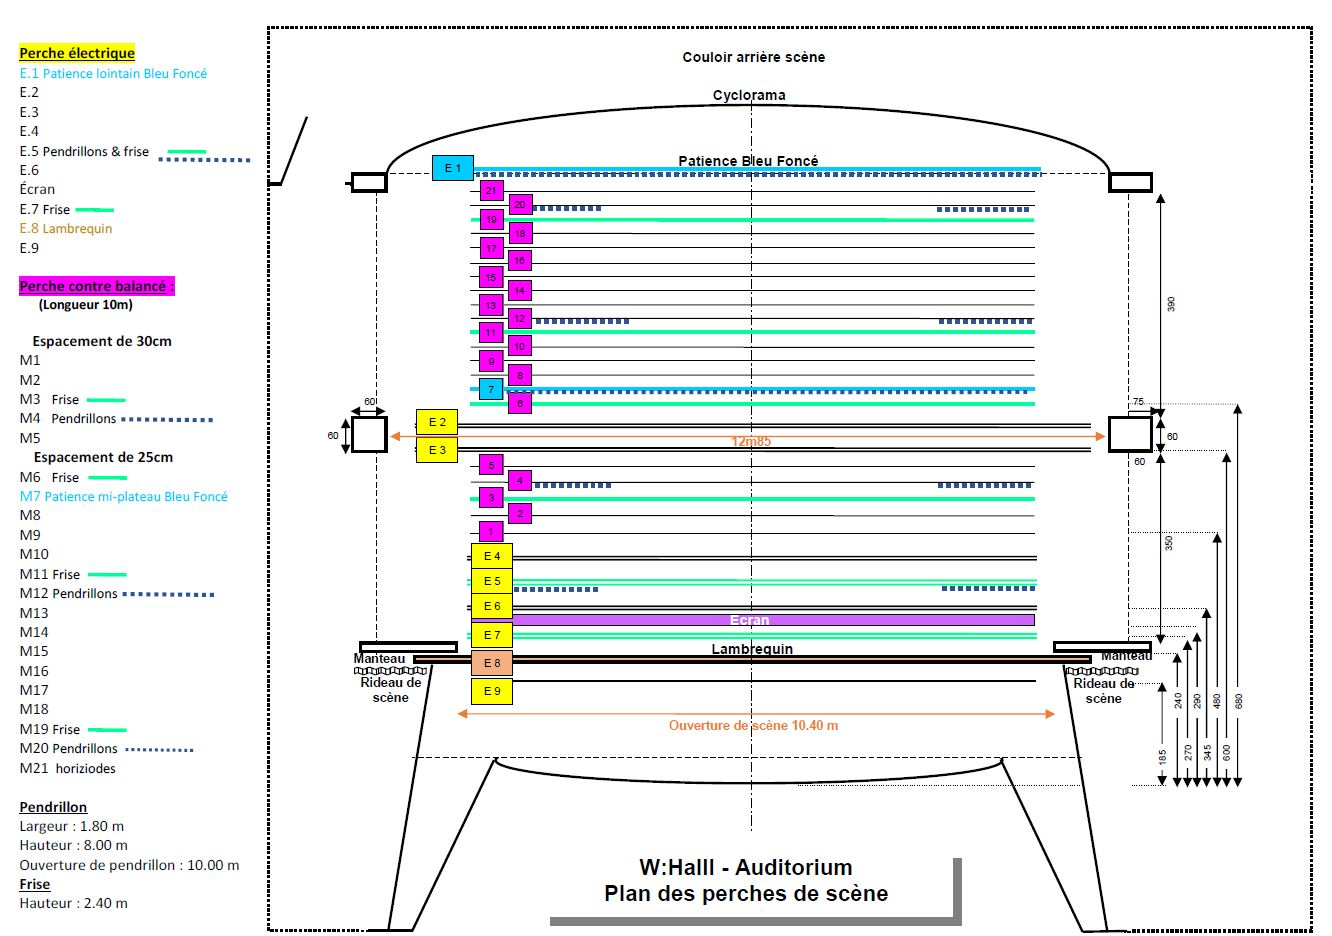 Perche électrique
E.1 Patience lointain Bleu Foncé
E.2
E.3
E.4
E.5 Pendrillons & frise
E.6
Écran
E.7 Frise
E.8 Lambrequin
E.9
Perche contre balancé :
(Longueur 10m)
Espacement de 30cm
M1
M2
M3 Frise
M4 Pendrillons
M5
Espacement de 25cm
M6 Frise
M7 Patience mi-plateau Bleu Foncé
M8
M9
M10
M11 Frise
M12 Pendrillons
M13
M14
M15
M16
M17
M18
M19 Frise
M20 Pendrillons
M21 horiziodes
Pendrillon
Largeur : 1.80 m
Hauteur : 8.00 m
Ouverture de pendrillon : 10.00 m
Frise
Hauteur : 2.40 m
Couloir arrière scène
Cyclorama
Patience Bleu Foncé
E 1
21
20
19
18
17
16
15
14
13
12
11
10
9
8
7
6
E 2
12m85
E 3
5
4
3
2
1
E 4
E 5
E 6
Ecran
E 7
Lambrequin
E 8
E 9
60
60
75
60
60
390
350
Manteau
Rideau de
scène
Manteau
Rideau de
scène
Ouverture de scène 10.40 m
185
240
270
290
345
480
600
680
W:Halll - Auditorium
Plan des perches de scène